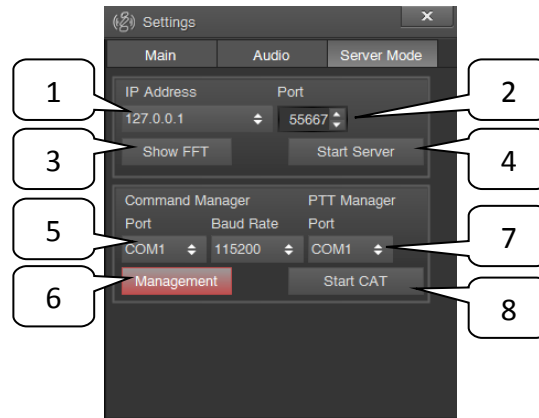 Settings
x
Main Audio Server Mode
1
IP Address Port
2
127.0.0.1 55667
3
Show FFT Start Server
4
Command Manager PTT Manager
5
Port Baud Rate Port
7
COM1 115200 COM1
6
Management Start CAT
8